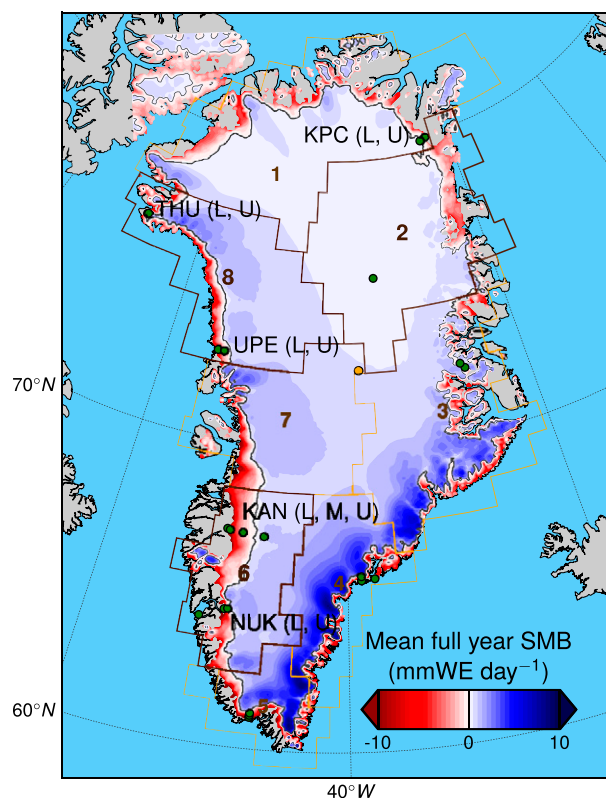 KPC (L, U)
1
2
THU (L, U)
8
UPE (L, U)
70°N
3
7
KAN (L, M, U)
6
4
NUK (L, U)
Mean full year SMB
(mmWE day⁻¹)
5
60°N
-10 0 10
40°W